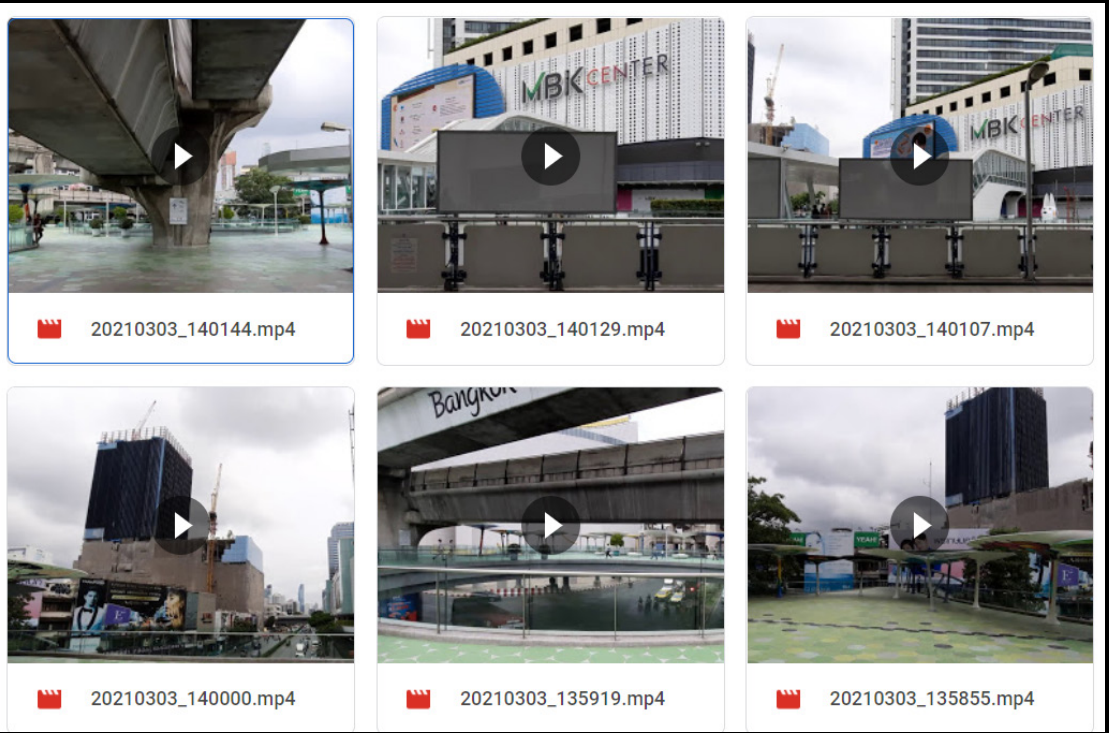 MBK CENTER
MBK CENTER
20210303_140144.mp4
20210303_140129.mp4
20210303_140107.mp4
Bangkok
E
YEAH!
E
20210303_140000.mp4
20210303_135919.mp4
20210303_135855.mp4